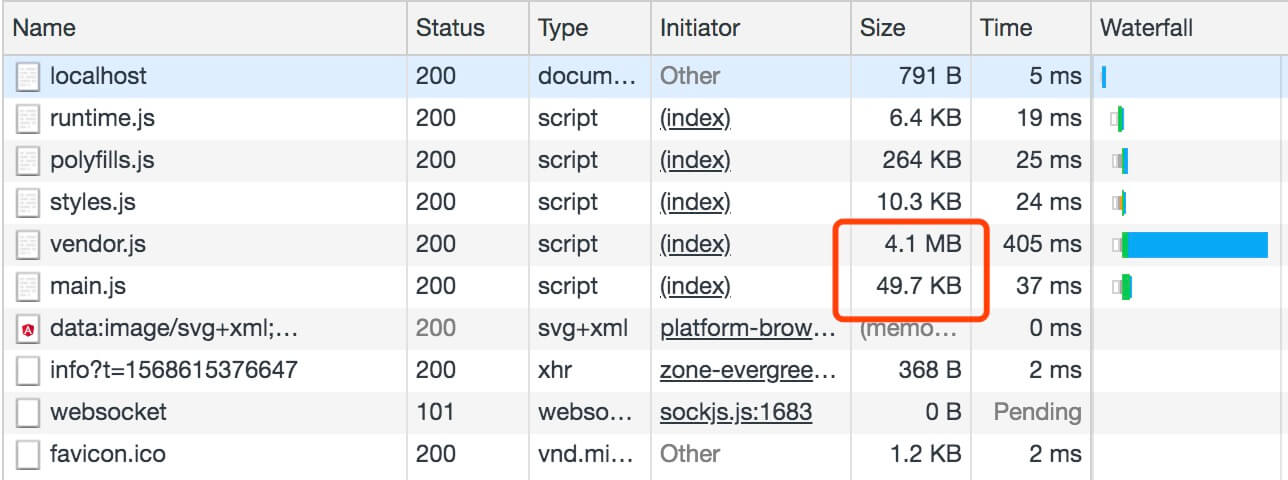 Name Status Type Initiator Size Time Waterfall
localhost 200 docum... Other 791 B 5 ms
runtime.js 200 script (index) 6.4 KB 19 ms
polyfills.js 200 script (index) 264 KB 25 ms
styles.js 200 script (index) 10.3 KB 24 ms
vendor.js 200 script (index) 4.1 MB 405 ms
main.js 200 script (index) 49.7 KB 37 ms
data:image/svg+xml;... 200 svg+xml platform-brow... (memo... 0 ms
info?t=1568615376647 200 xhr zone-evergree... 368 B 2 ms
websocket 101 webso... sockjs.js:1683 0 B Pending
favicon.ico 200 vnd.mi... Other 1.2 KB 2 ms